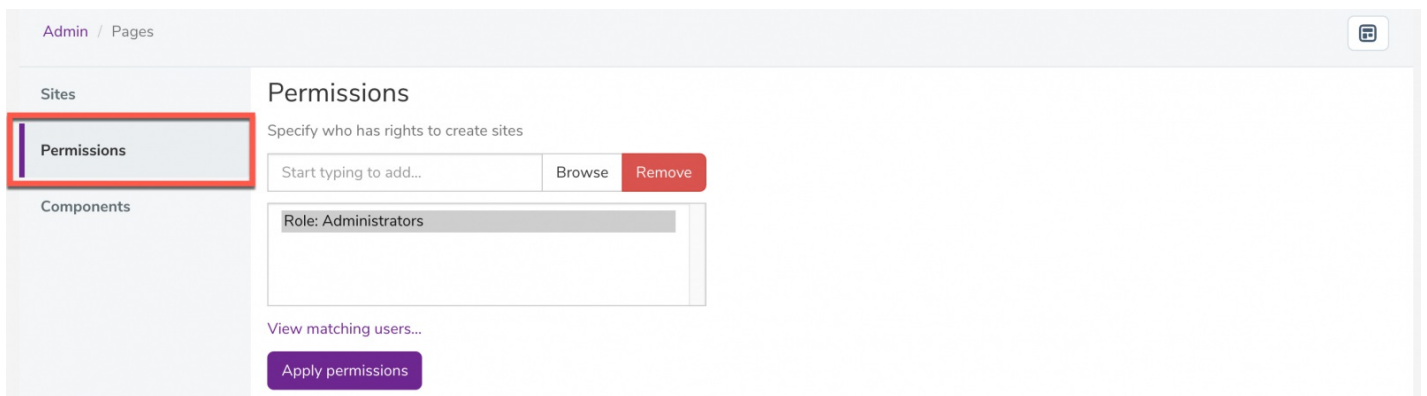 Admin / Pages
Sites
Permissions
Components
Permissions
Specify who has rights to create sites
Start typing to add... Browse Remove
Role: Administrators
View matching users...
Apply permissions